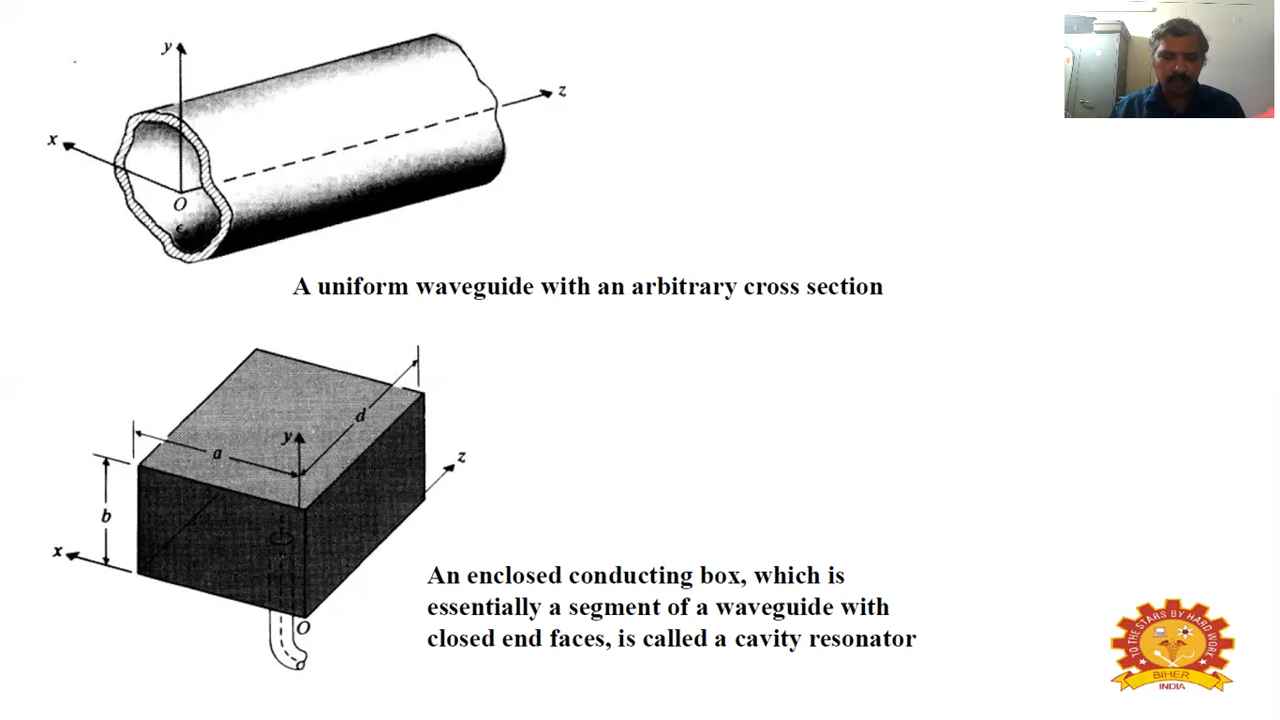 y
z
x
O
ε
A uniform waveguide with an arbitrary cross section
d
y
a
z
b
x
An enclosed conducting box, which is
essentially a segment of a waveguide with
closed end faces, is called a cavity resonator
O
TO THE STARS BY HARD WORK
BIHER
INDIA